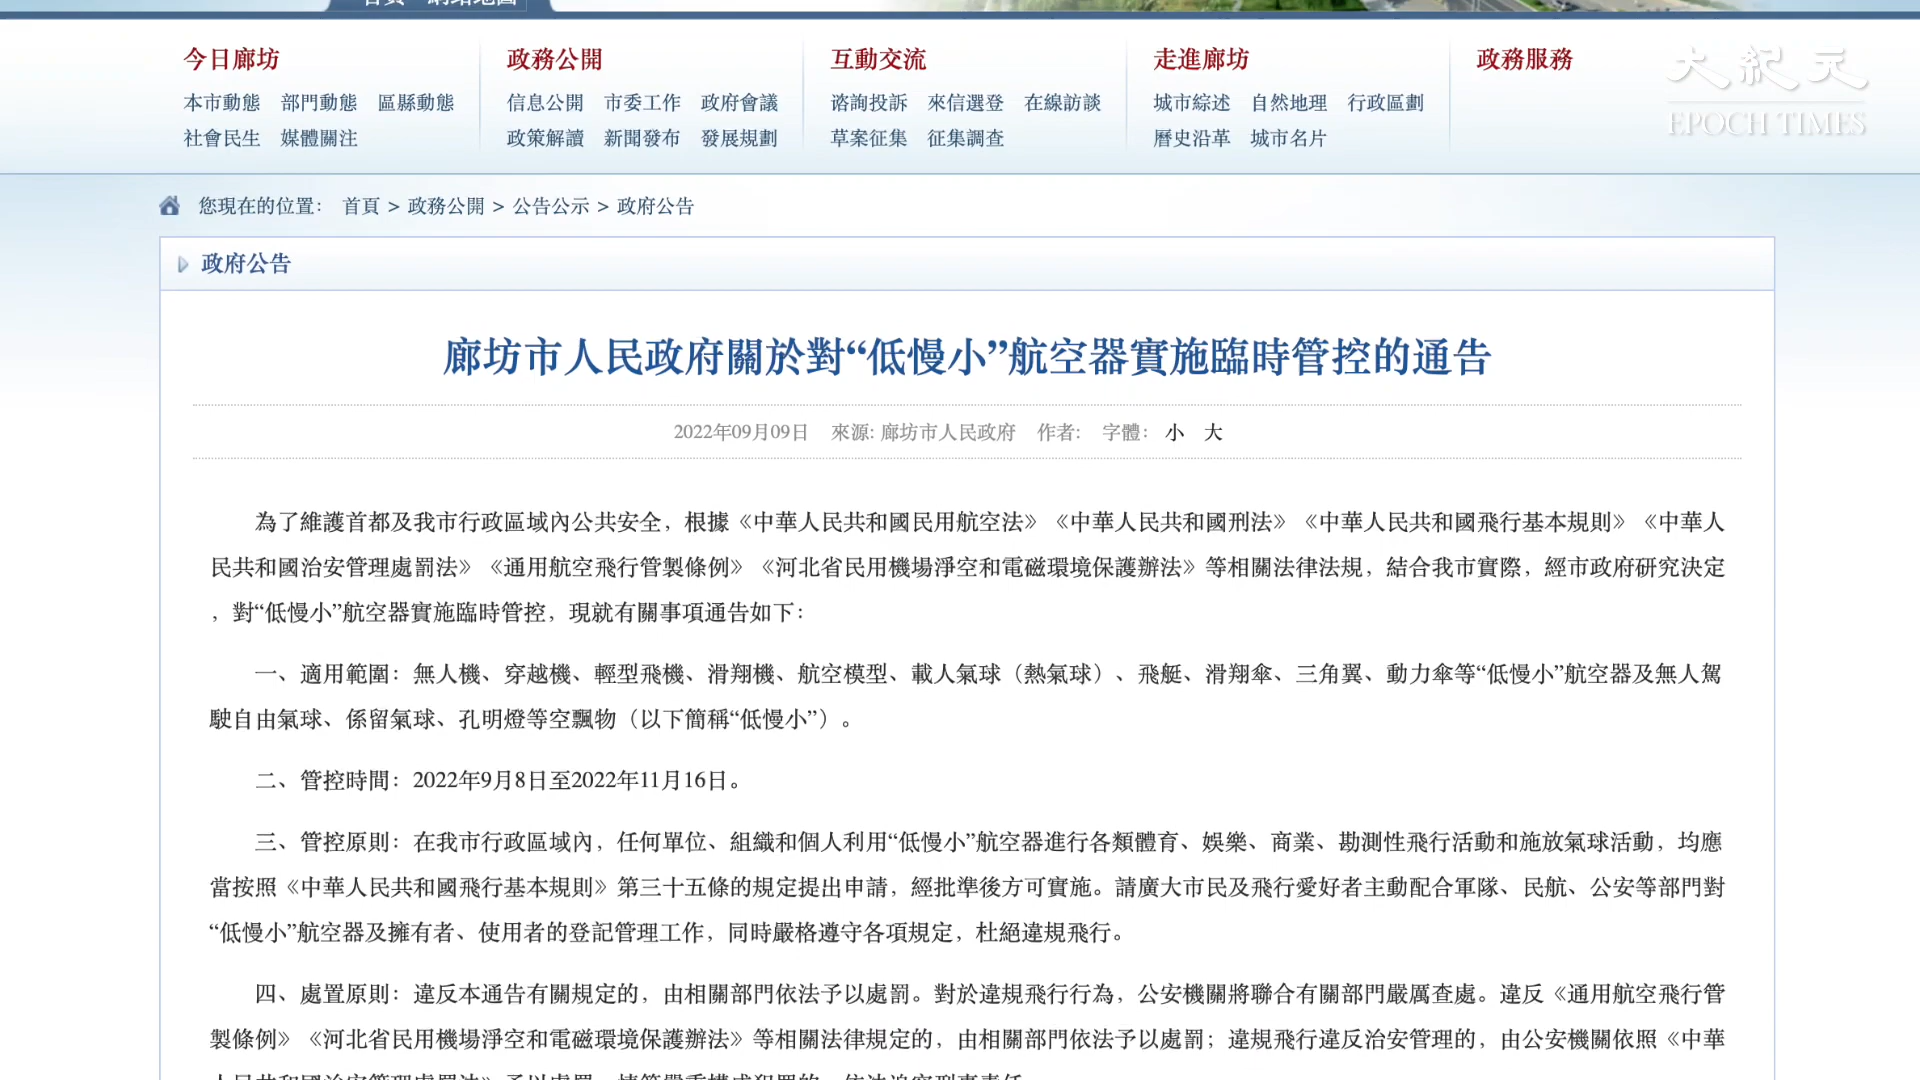 首頁 網站地圖
大紀元
EPOCH TIMES
今日廊坊 政務公開 互動交流 走進廊坊 政務服務
本市動態 部門動態 區縣動態 信息公開 市委工作 政府會議 谘詢投訴 來信選登 在線訪談 城市綜述 自然地理 行政區劃
社會民生 媒體關注 政策解讀 新聞發布 發展規劃 草案征集 征集調查 曆史沿革 城市名片
您現在的位置： 首頁 > 政務公開 > 公告公示 > 政府公告
政府公告
廊坊市人民政府關於對“低慢小”航空器實施臨時管控的通告
2022年09月09日 來源: 廊坊市人民政府 作者: 字體： 小 大
為了維護首都及我市行政區域內公共安全，根據《中華人民共和國民用航空法》《中華人民共和國刑法》《中華人民共和國飛行基本規則》《中華人
民共和國治安管理處罰法》《通用航空飛行管製條例》《河北省民用機場淨空和電磁環境保護辦法》等相關法律法規，結合我市實際，經市政府研究決定
，對“低慢小”航空器實施臨時管控，現就有關事項通告如下：
一、適用範圍：無人機、穿越機、輕型飛機、滑翔機、航空模型、載人氣球（熱氣球）、飛艇、滑翔傘、三角翼、動力傘等“低慢小”航空器及無人駕
駛自由氣球、係留氣球、孔明燈等空飄物（以下簡稱“低慢小”）。
二、管控時間：2022年9月8日至2022年11月16日。
三、管控原則：在我市行政區域內，任何單位、組織和個人利用“低慢小”航空器進行各類體育、娛樂、商業、勘測性飛行活動和施放氣球活動，均應
當按照《中華人民共和國飛行基本規則》第三十五條的規定提出申請，經批準後方可實施。請廣大市民及飛行愛好者主動配合軍隊、民航、公安等部門對
“低慢小”航空器及擁有者、使用者的登記管理工作，同時嚴格遵守各項規定，杜絕違規飛行。
四、處置原則：違反本通告有關規定的，由相關部門依法予以處罰。對於違規飛行行為，公安機關將聯合有關部門嚴厲查處。違反《通用航空飛行管
製條例》《河北省民用機場淨空和電磁環境保護辦法》等相關法律規定的，由相關部門依法予以處罰；違規飛行違反治安管理的，由公安機關依照《中華